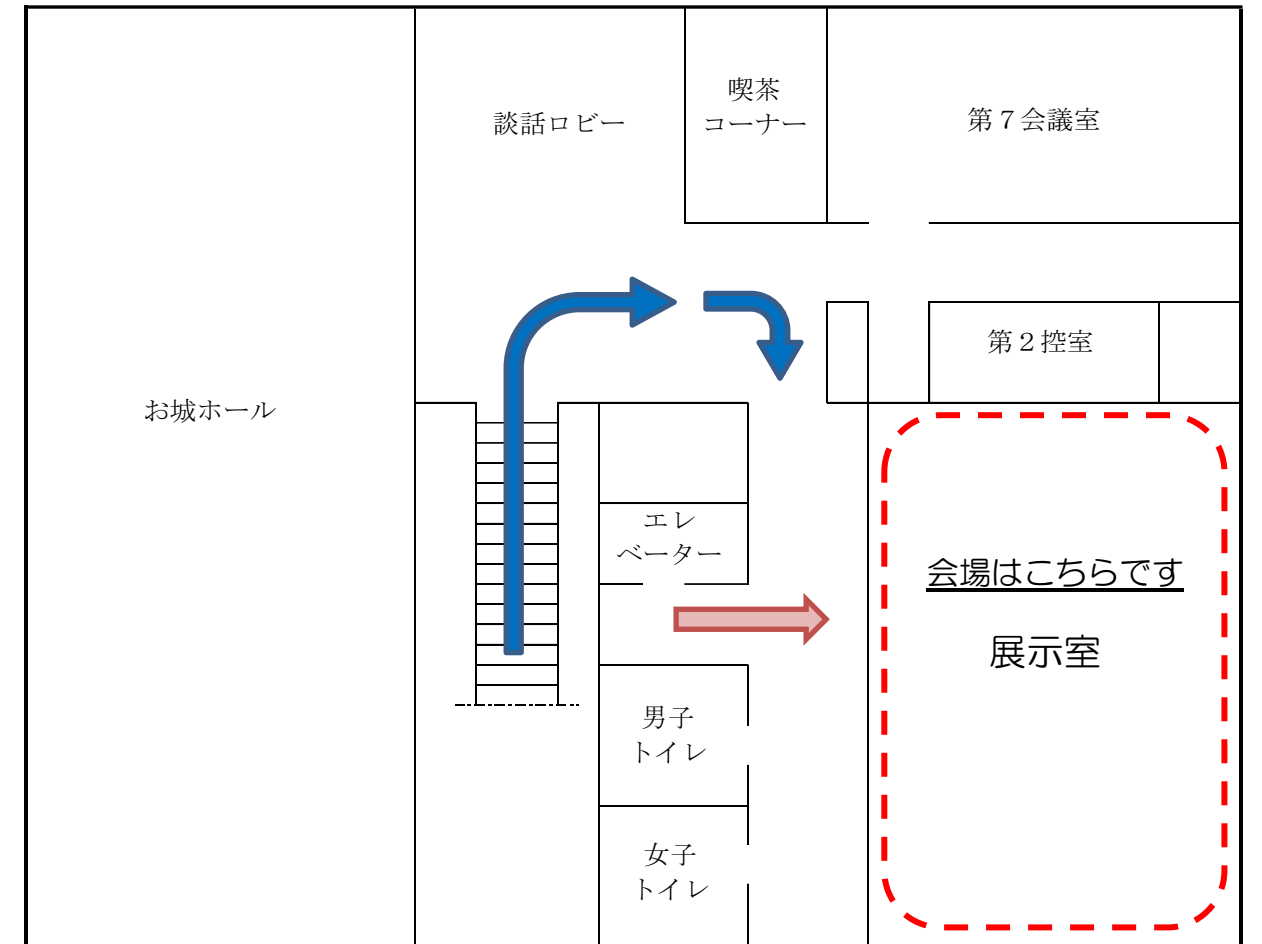 談話ロビー
喫茶
コーナー
第７会議室
第２控室
お城ホール
エレ
ベーター
会場はこちらです
展示室
男子
トイレ
女子
トイレ